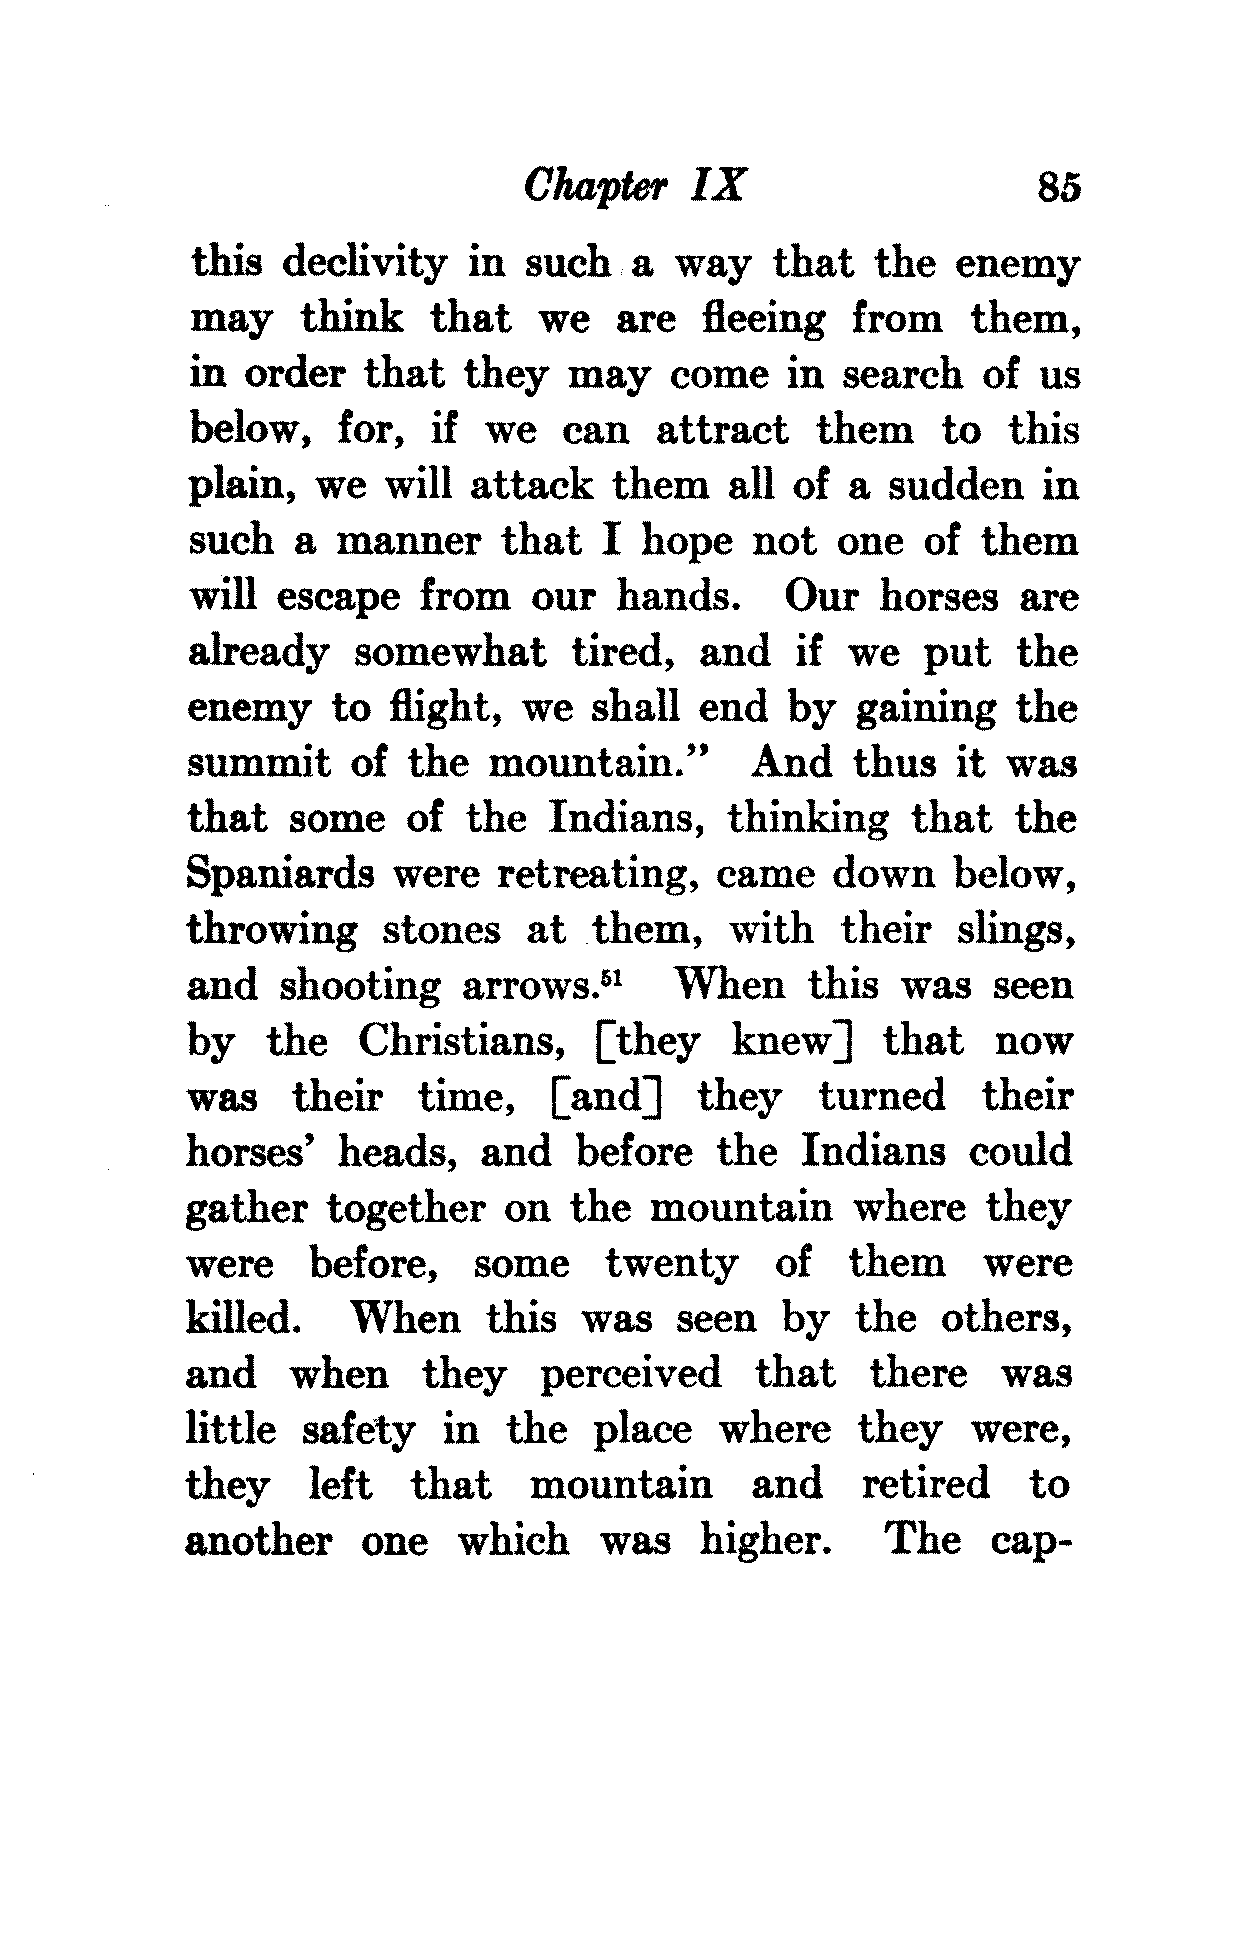 Chapter IX 85
this declivity in such a way that the enemy
may think that we are fleeing from them,
in order that they may come in search of us
below, for, if we can attract them to this
plain, we will attack them all of a sudden in
such a manner that I hope not one of them
will escape from our hands. Our horses are
already somewhat tired, and if we put the
enemy to flight, we shall end by gaining the
summit of the mountain.” And thus it was
that some of the Indians, thinking that the
Spaniards were retreating, came down below,
throwing stones at them, with their slings,
and shooting arrows.⁵¹ When this was seen
by the Christians, [they knew] that now
was their time, [and] they turned their
horses’ heads, and before the Indians could
gather together on the mountain where they
were before, some twenty of them were
killed. When this was seen by the others,
and when they perceived that there was
little safety in the place where they were,
they left that mountain and retired to
another one which was higher. The cap-